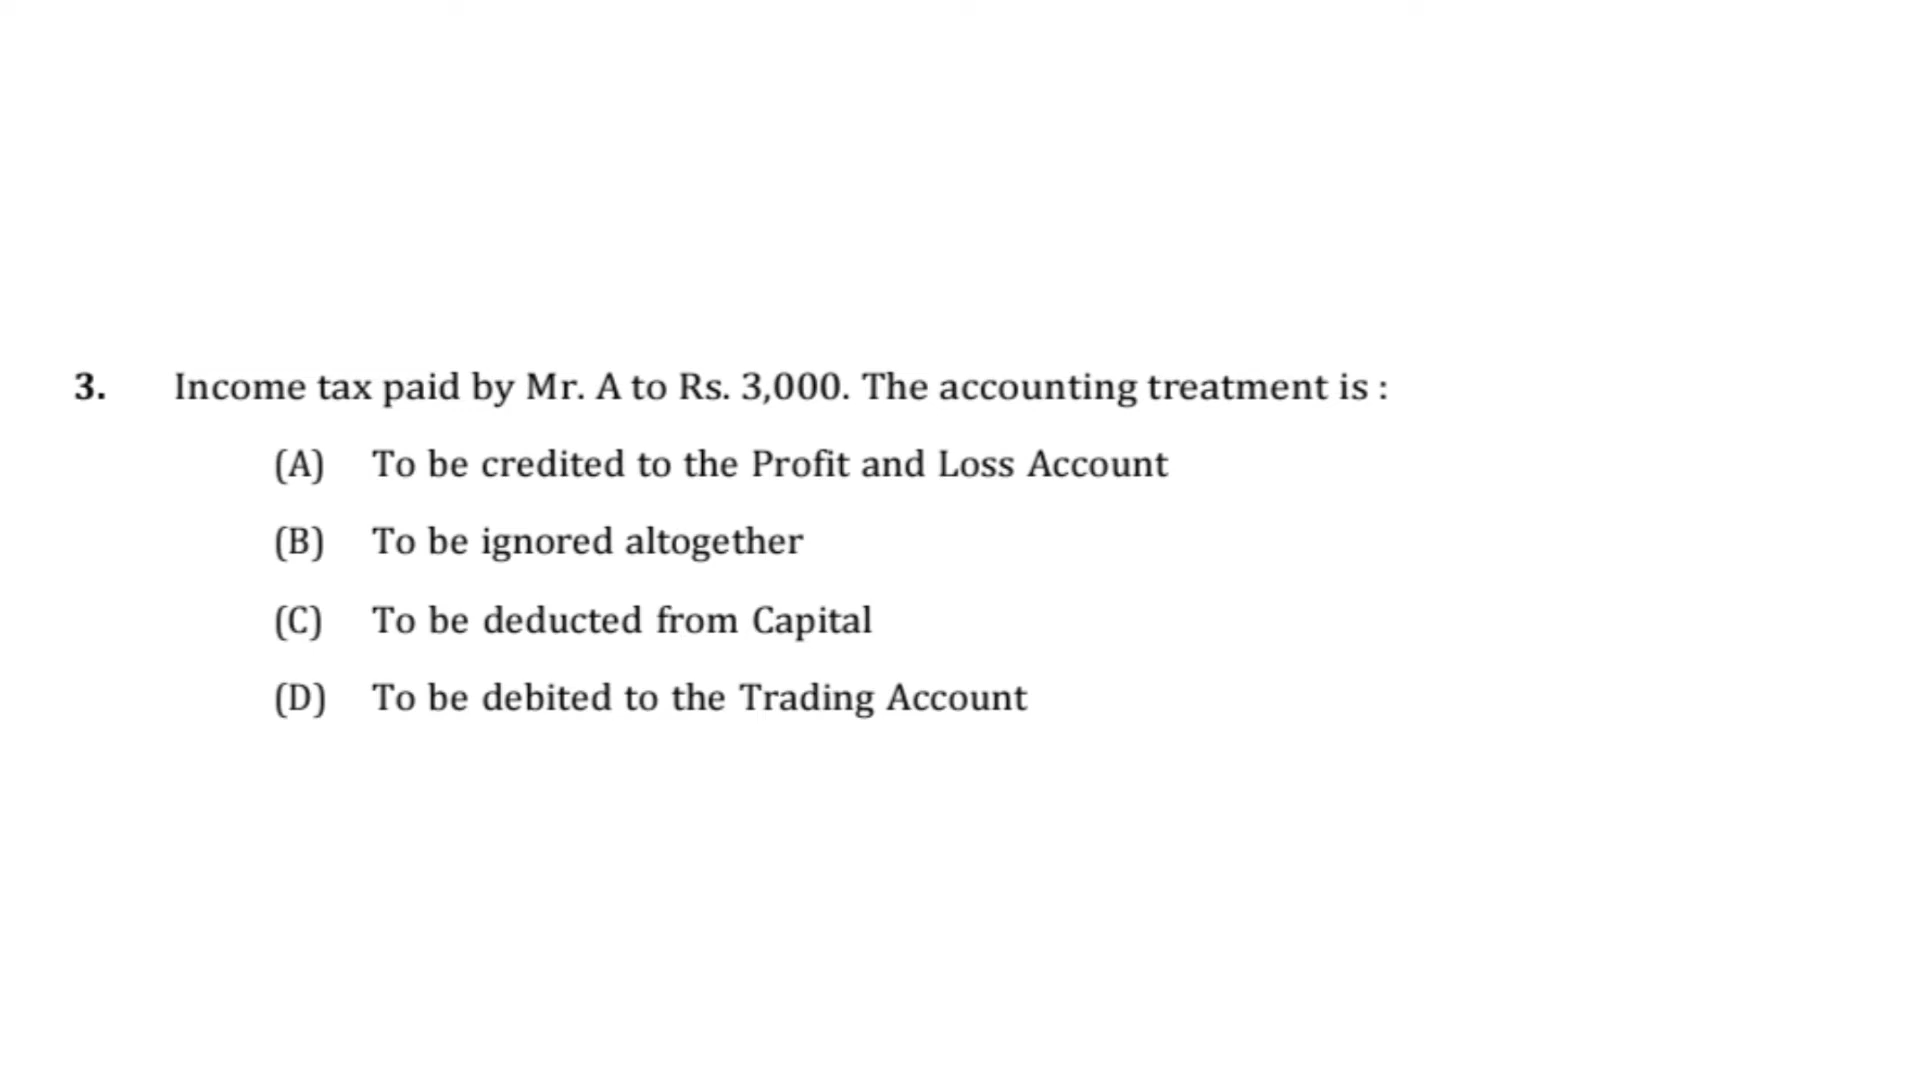 3. Income tax paid by Mr. A to Rs. 3,000. The accounting treatment is :
(A) To be credited to the Profit and Loss Account
(B) To be ignored altogether
(C) To be deducted from Capital
(D) To be debited to the Trading Account